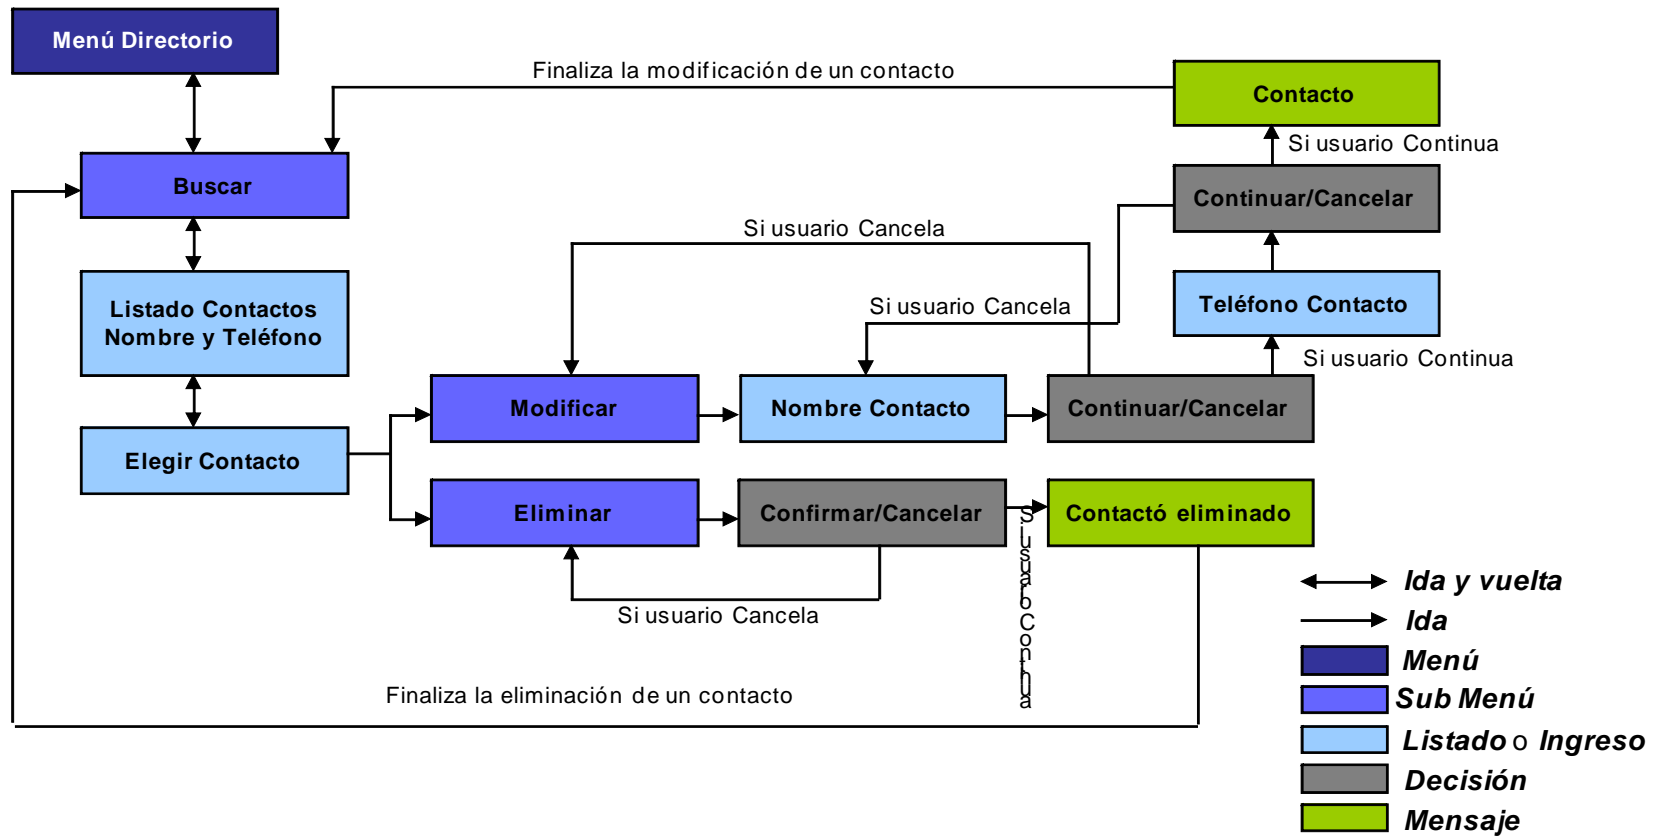 Menú Directorio
Finaliza la modificación de un contacto
Contacto
Si usuario Continua
Buscar
Continuar/Cancelar
Si usuario Cancela
Listado Contactos
Nombre y Teléfono
Si usuario Cancela
Teléfono Contacto
Si usuario Continua
Modificar
Nombre Contacto
Continuar/Cancelar
Elegir Contacto
Eliminar
Confirmar/Cancelar
Si usuario Continua
Contactó eliminado
Si usuario Cancela
Finaliza la eliminación de un contacto
Ida y vuelta
Ida
Menú
Sub Menú
Listado o Ingreso
Decisión
Mensaje